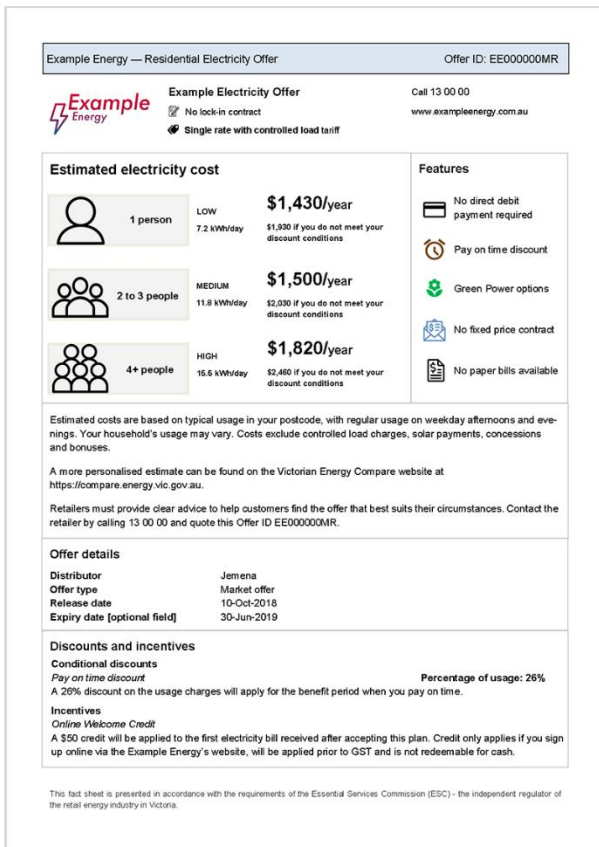 Example Energy — Residential Electricity Offer Offer ID: EE000000MR
Example Energy
Example Electricity Offer
No lock-in contract
Single rate with controlled load tariff
Call 13 00 00
www.exampleenergy.com.au
Estimated electricity cost
1 person
LOW
7.2 kWh/day
$1,430/year
$1,930 if you do not meet your
discount conditions
2 to 3 people
MEDIUM
11.8 kWh/day
$1,500/year
$2,030 if you do not meet your
discount conditions
4+ people
HIGH
15.5 kWh/day
$1,820/year
$2,460 if you do not meet your
discount conditions
Features
No direct debit
payment required
Pay on time discount
Green Power options
No fixed price contract
No paper bills available
Estimated costs are based on typical usage in your postcode, with regular usage on weekday afternoons and eve-
nings. Your household's usage may vary. Costs exclude controlled load charges, solar payments, concessions
and bonuses.
A more personalised estimate can be found on the Victorian Energy Compare website at
https://compare.energy.vic.gov.au.
Retailers must provide clear advice to help customers find the offer that best suits their circumstances. Contact the
retailer by calling 13 00 00 and quote this Offer ID EE000000MR.
Offer details
Distributor Jemena
Offer type Market offer
Release date 10-Oct-2018
Expiry date [optional field] 30-Jun-2019
Discounts and incentives
Conditional discounts
Pay on time discount Percentage of usage: 26%
A 26% discount on the usage charges will apply for the benefit period when you pay on time.
Incentives
Online Welcome Credit
A $50 credit will be applied to the first electricity bill received after accepting this plan. Credit only applies if you sign
up online via the Example Energy's website, will be applied prior to GST and is not redeemable for cash.
This fact sheet is presented in accordance with the requirements of the Essential Services Commission (ESC) - the independent regulator of
the retail energy industry in Victoria.